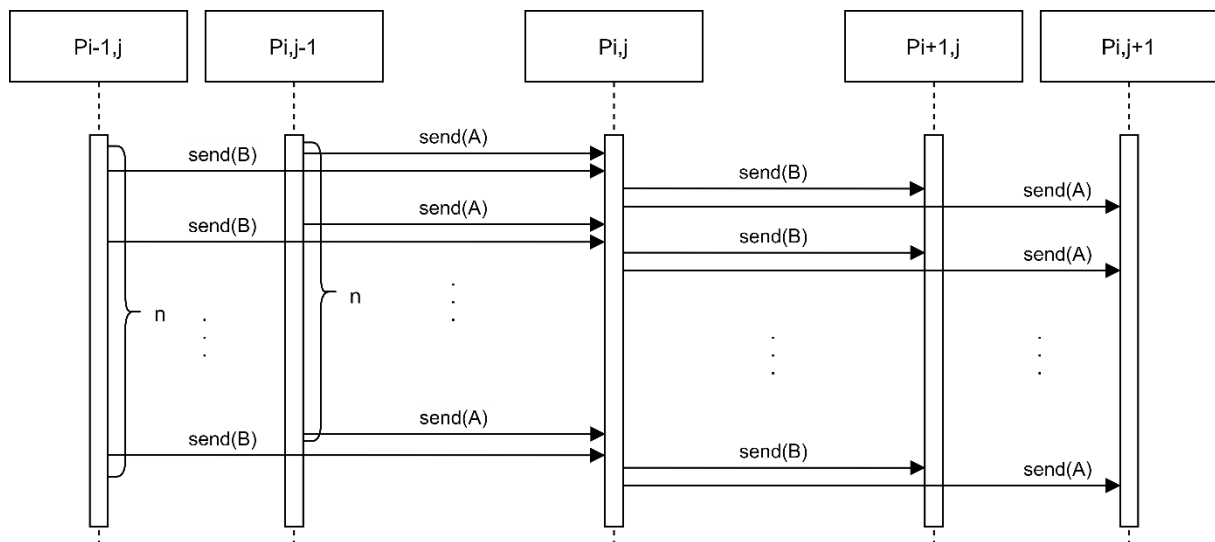 Pi-1,j
Pi,j-1
Pi,j
Pi+1,j
Pi,j+1
send(A)
send(B)
send(B)
send(A)
send(A)
send(B)
send(B)
send(A)
n
n
send(A)
send(B)
send(B)
send(A)